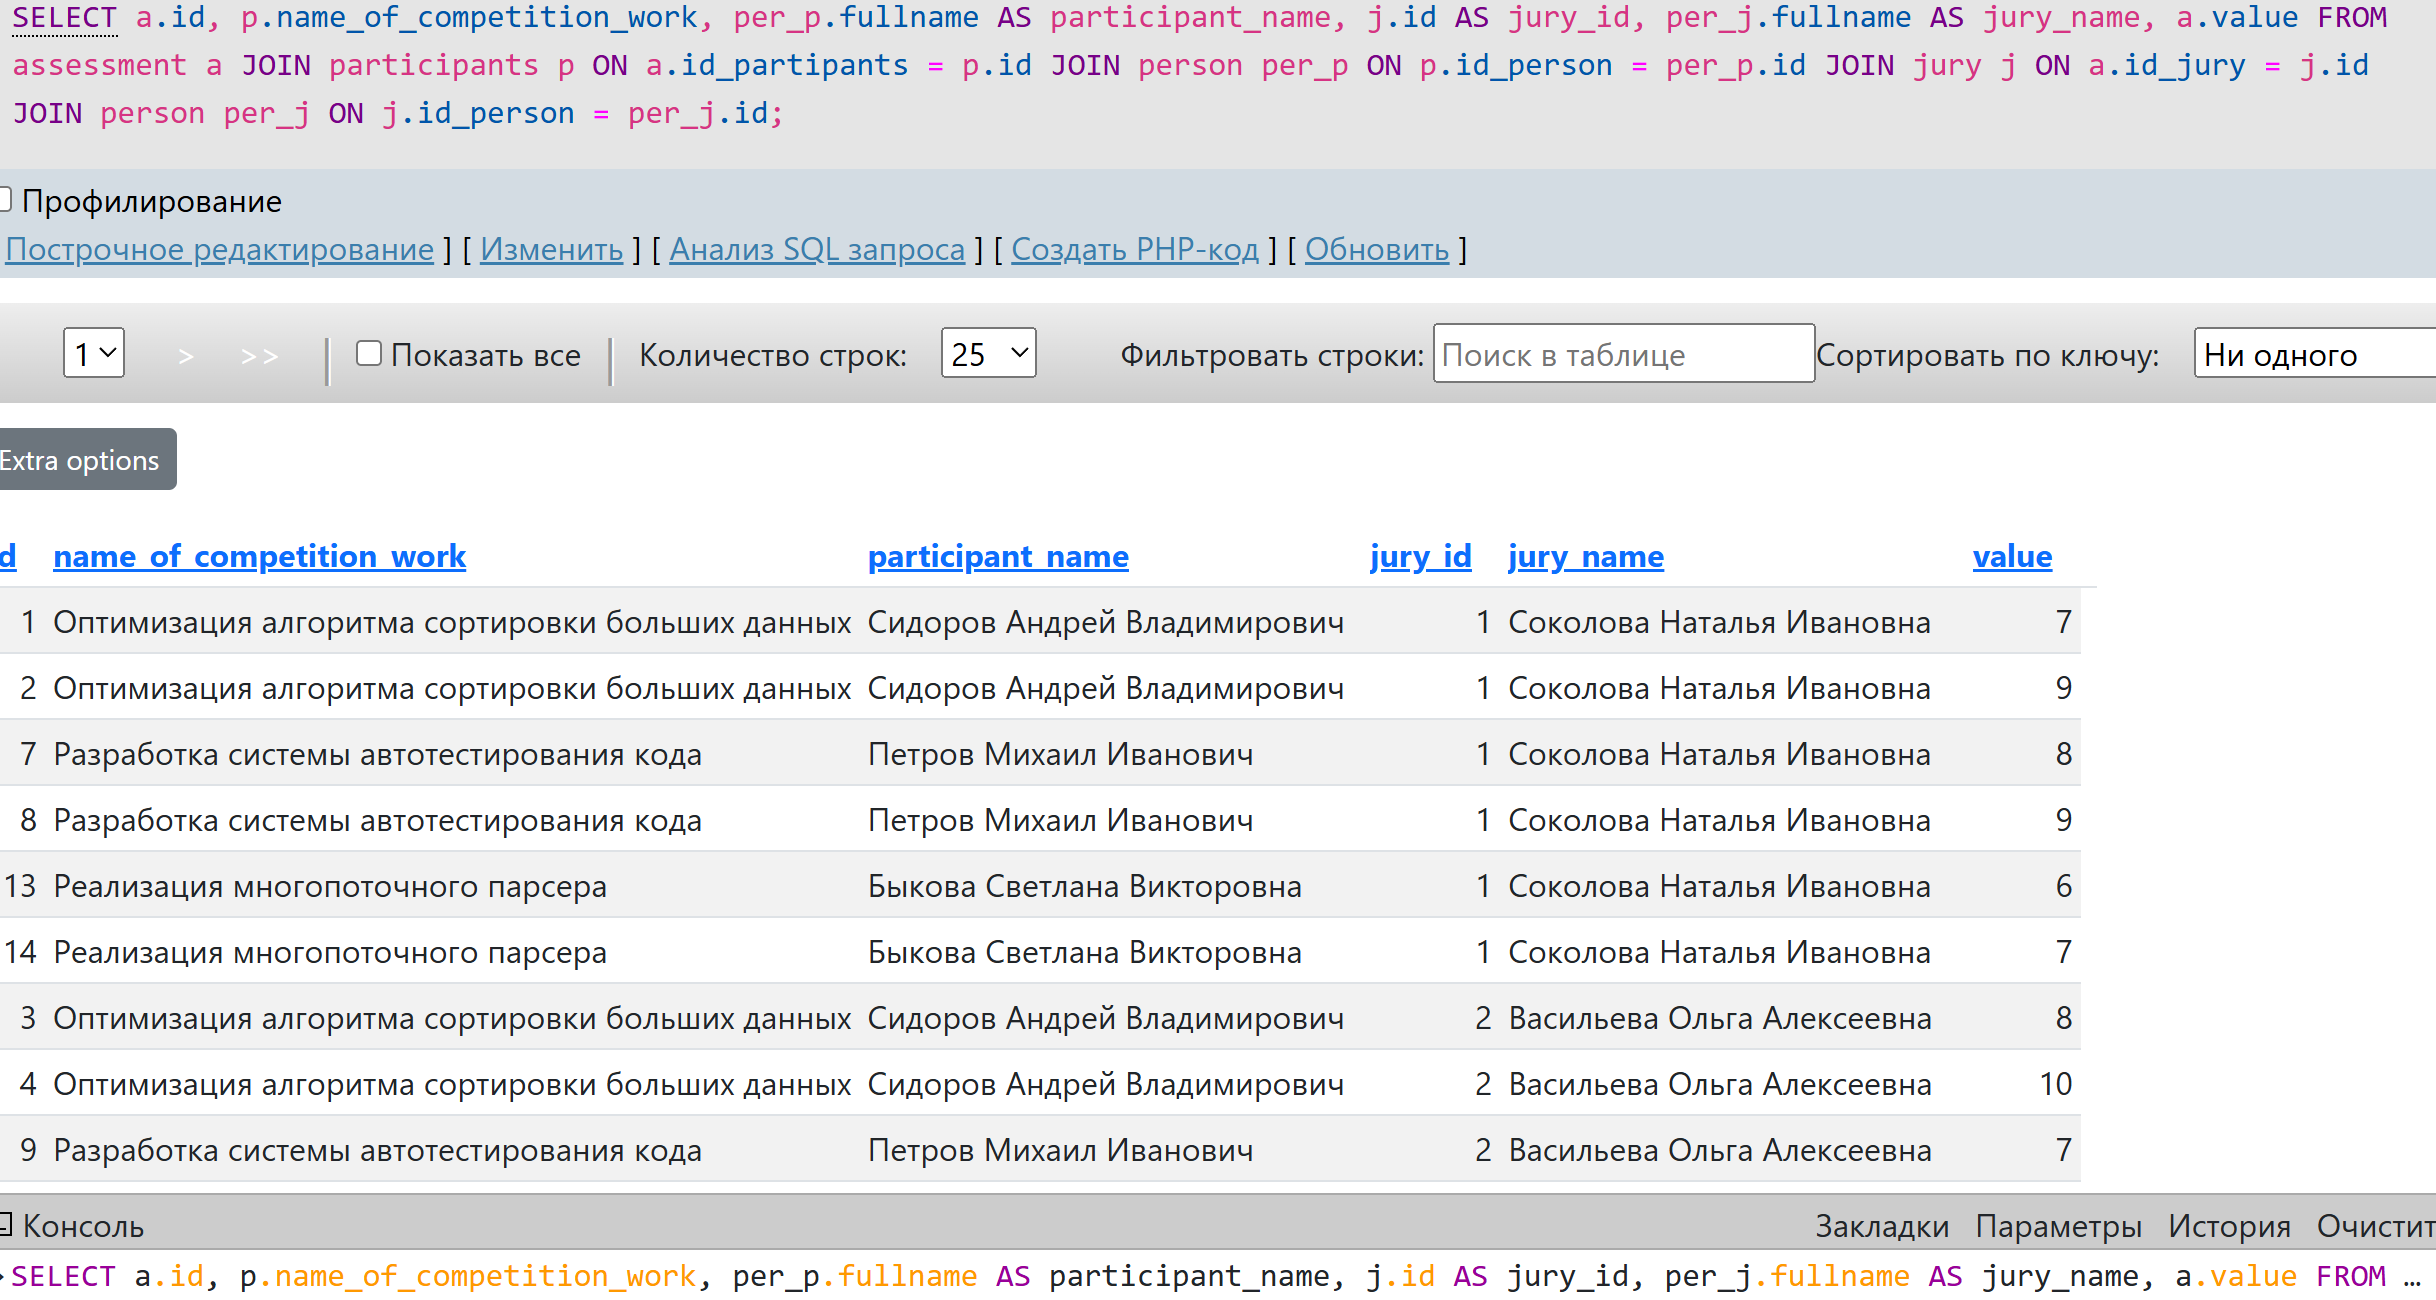 SELECT a.id, p.name_of_competition_work, per_p.fullname AS participant_name, j.id AS jury_id, per_j.fullname AS jury_name, a.value FROM
assessment a JOIN participants p ON a.id_partipants = p.id JOIN person per_p ON p.id_person = per_p.id JOIN jury j ON a.id_jury = j.id
JOIN person per_j ON j.id_person = per_j.id;
Профилирование
Построчное редактирование ] [ Изменить ] [ Анализ SQL запроса ] [ Создать PHP-код ] [ Обновить ]
1 > >> | Показать все | Количество строк: 25 Фильтровать строки: Поиск в таблице Сортировать по ключу: Ни одного
Extra options
d name_of_competition_work participant_name jury_id jury_name value
1 Оптимизация алгоритма сортировки больших данных Сидоров Андрей Владимирович 1 Соколова Наталья Ивановна 7
2 Оптимизация алгоритма сортировки больших данных Сидоров Андрей Владимирович 1 Соколова Наталья Ивановна 9
7 Разработка системы автотестирования кода Петров Михаил Иванович 1 Соколова Наталья Ивановна 8
8 Разработка системы автотестирования кода Петров Михаил Иванович 1 Соколова Наталья Ивановна 9
13 Реализация многопоточного парсера Быкова Светлана Викторовна 1 Соколова Наталья Ивановна 6
14 Реализация многопоточного парсера Быкова Светлана Викторовна 1 Соколова Наталья Ивановна 7
3 Оптимизация алгоритма сортировки больших данных Сидоров Андрей Владимирович 2 Васильева Ольга Алексеевна 8
4 Оптимизация алгоритма сортировки больших данных Сидоров Андрей Владимирович 2 Васильева Ольга Алексеевна 10
9 Разработка системы автотестирования кода Петров Михаил Иванович 2 Васильева Ольга Алексеевна 7
Консоль Закладки Параметры История Очистит
SELECT a.id, p.name_of_competition_work, per_p.fullname AS participant_name, j.id AS jury_id, per_j.fullname AS jury_name, a.value FROM …